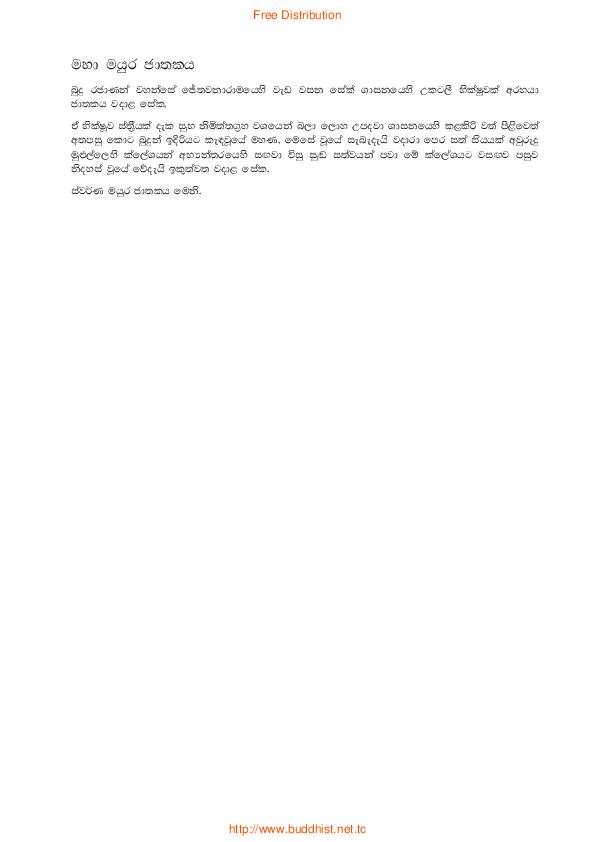 Free Distribution
මහා මයුර ජාතකය
බුදු රජාණන් වහන්සේ ජේතවනාරාමයෙහි වැඩ වසන සේක් ශාසනයෙහි උකටලී භික්ෂුවක් අරභයා
ජාතකය වදාළ සේක.
ඒ භික්ෂුව ස්ත්‍රියක් දැක සුභ නිමිත්තග්‍රහ වශයෙන් බලා ලොභ උපදවා ශාසනයෙහි කළකිරී වත් පිළිවෙත්
අතපසු කොට බුදුන් ඉදිරියට කැඳවූයේ මහණ, මෙසේ වූයේ සැබැදැයි වදාරා පෙර සත් සියයක් අවුරුදු
මුළුල්ලෙහි ක්ලේශයන් අභ්‍යන්තරයෙහි සඟවා විසු සුඬ සත්වයන් පවා මේ ක්ලේශයට වසඟව පසුව
නිදහස් වූයේ වේදැයි ඉකුත්වත වදාළ සේක.
ස්වර්ණ මයුර ජාතකය මෙනි.
http://www.buddhist.net.tc